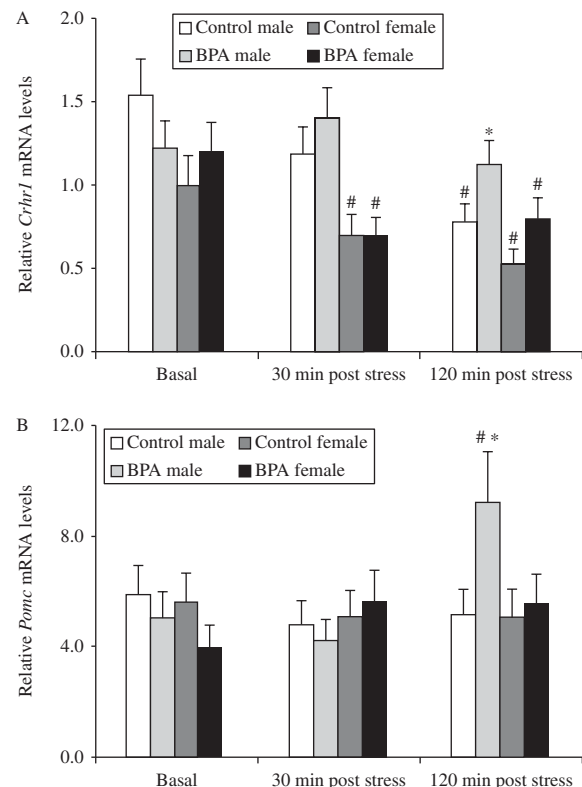 A
2.0
Control male Control female
BPA male BPA female
1.5
1.0
0.5
0.0
Relative Crhr1 mRNA levels
# # # * # #
Basal 30 min post stress 120 min post stress
B
12.0
Control male Control female
BPA male BPA female
8.0
4.0
0.0
Relative Pomc mRNA levels
# *
Basal 30 min post stress 120 min post stress